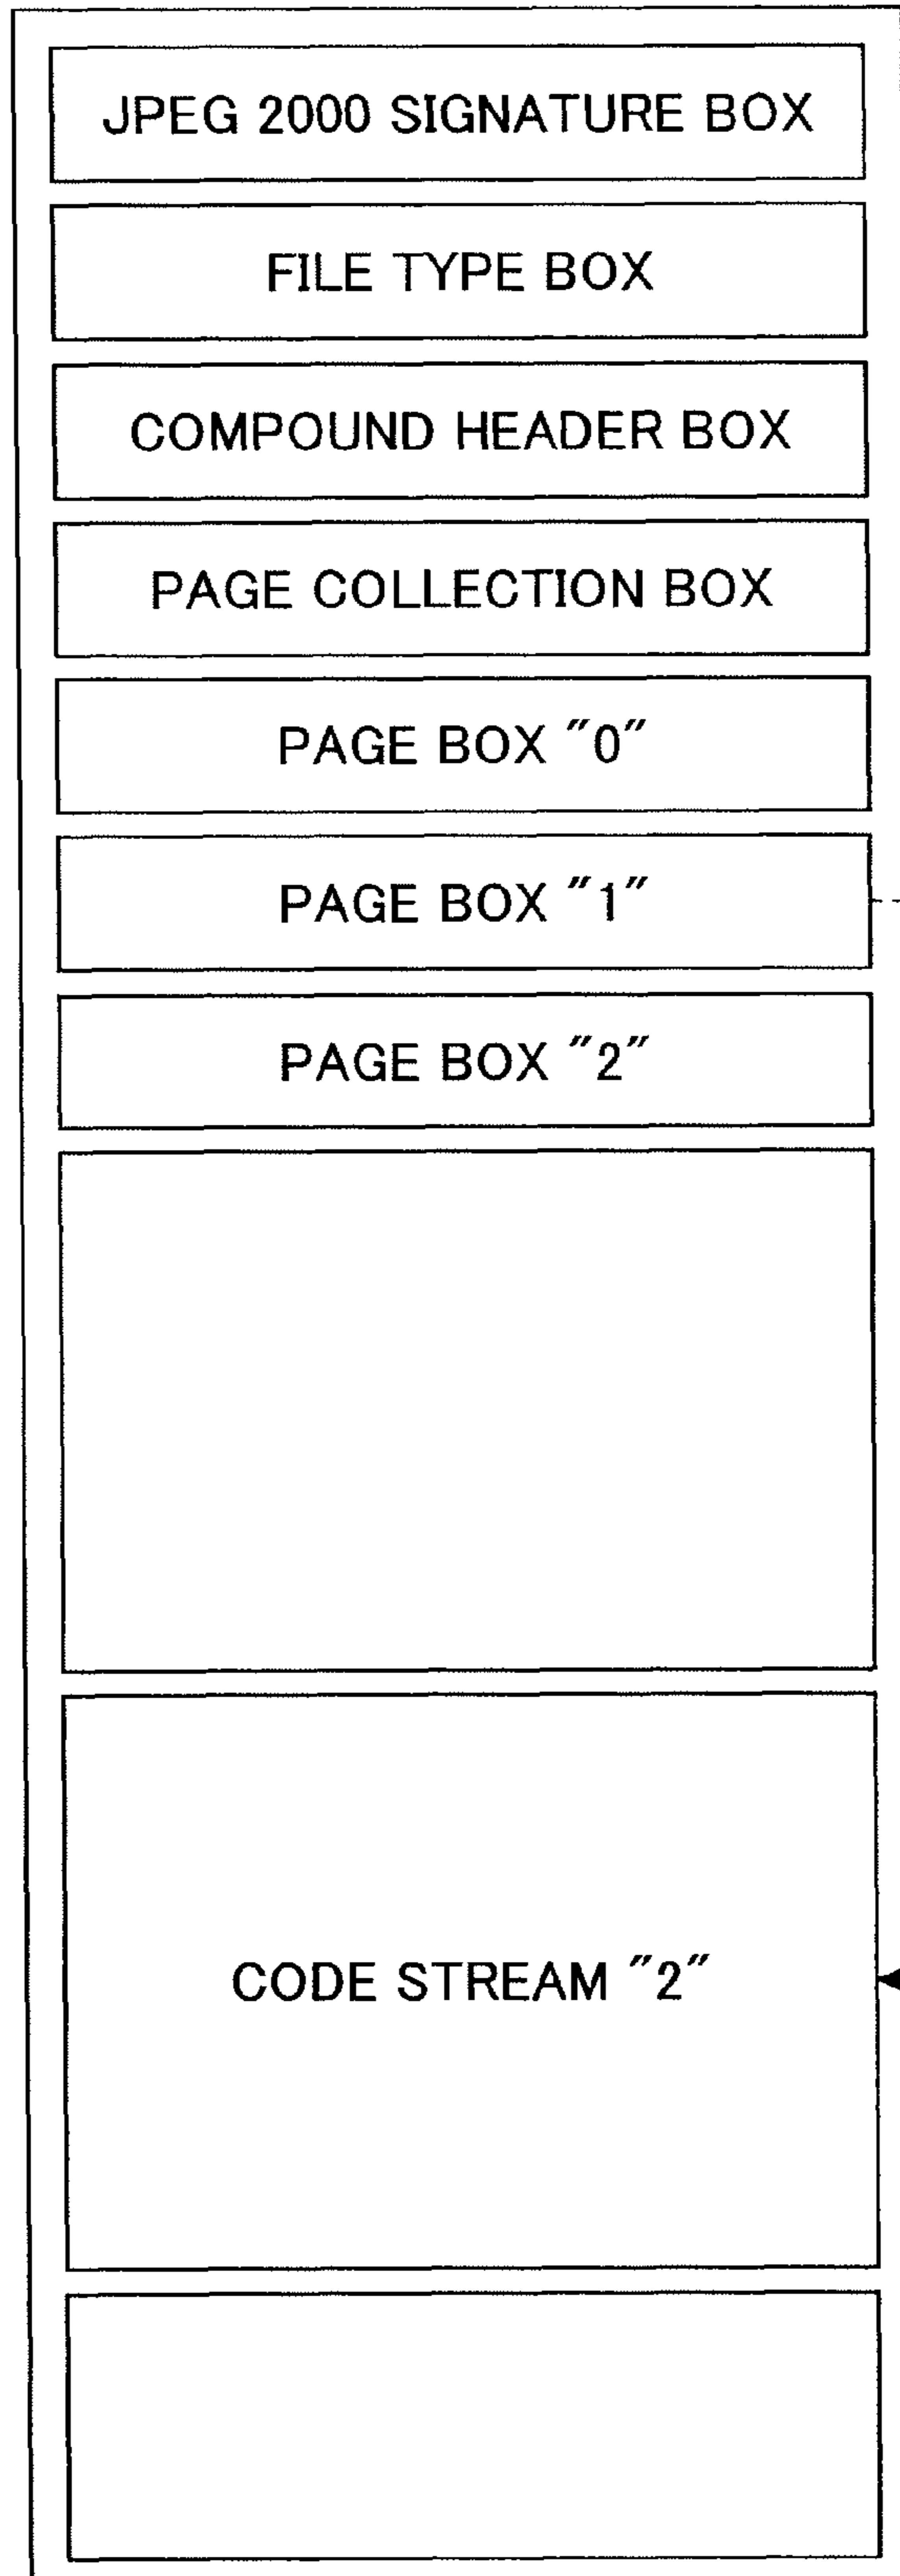 JPEG 2000 SIGNATURE BOX
FILE TYPE BOX
COMPOUND HEADER BOX
PAGE COLLECTION BOX
PAGE BOX "0"
PAGE BOX "1"
PAGE BOX "2"
CODE STREAM "2"